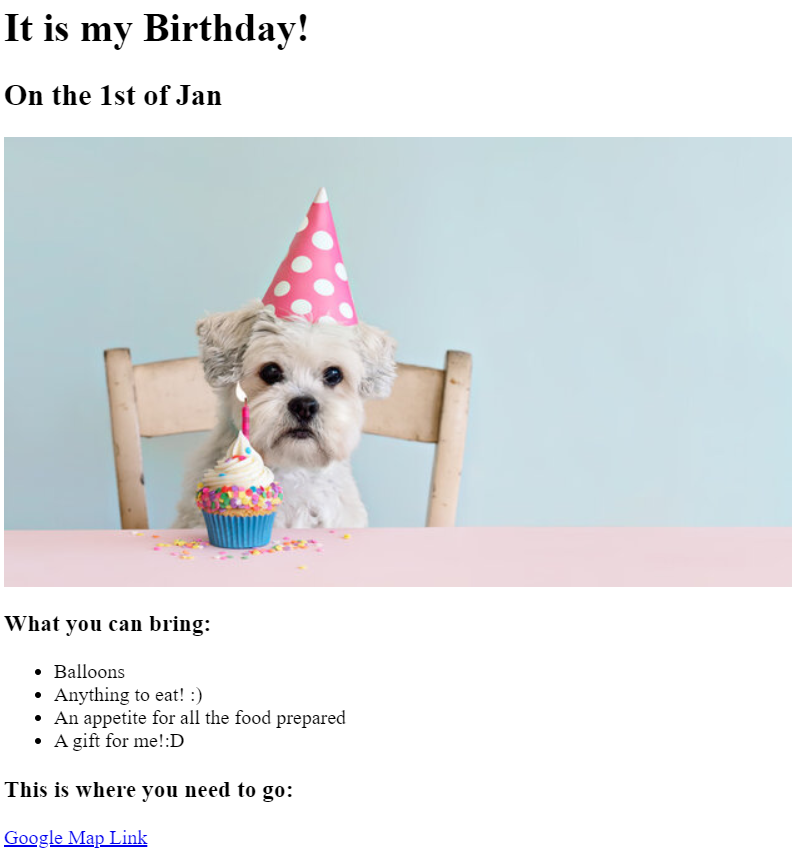 It is my Birthday!
On the 1st of Jan
What you can bring:
Balloons
Anything to eat! :)
An appetite for all the food prepared
A gift for me!:D
This is where you need to go:
Google Map Link